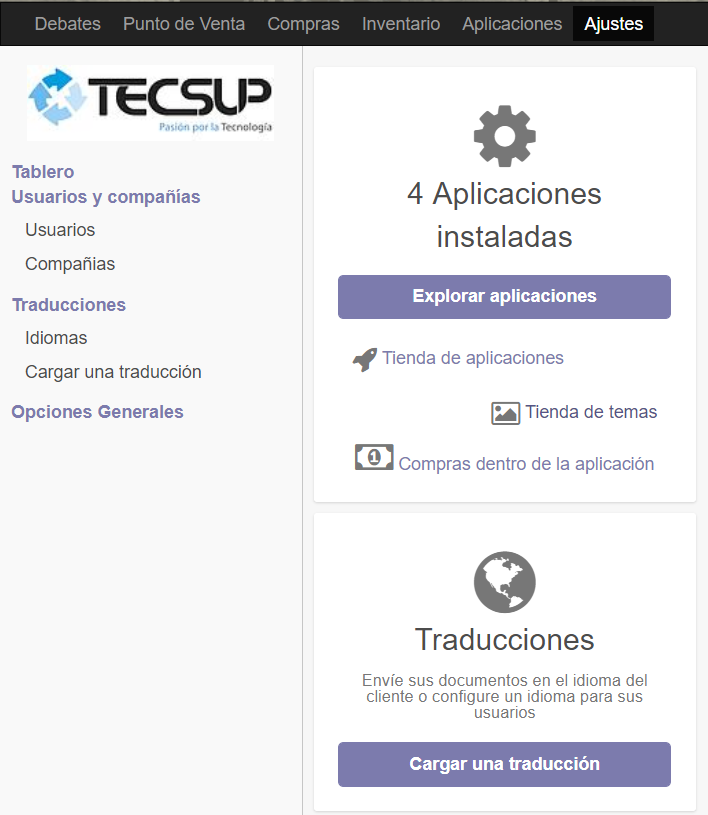 Debates Punto de Venta Compras Inventario Aplicaciones Ajustes
TECSUP
Pasión por la Tecnología
Tablero
Usuarios y compañías
Usuarios
Compañias
Traducciones
Idiomas
Cargar una traducción
Opciones Generales
4 Aplicaciones
instaladas
Explorar aplicaciones
Tienda de aplicaciones
Tienda de temas
1
Compras dentro de la aplicación
Traducciones
Envíe sus documentos en el idioma del
cliente o configure un idioma para sus
usuarios
Cargar una traducción